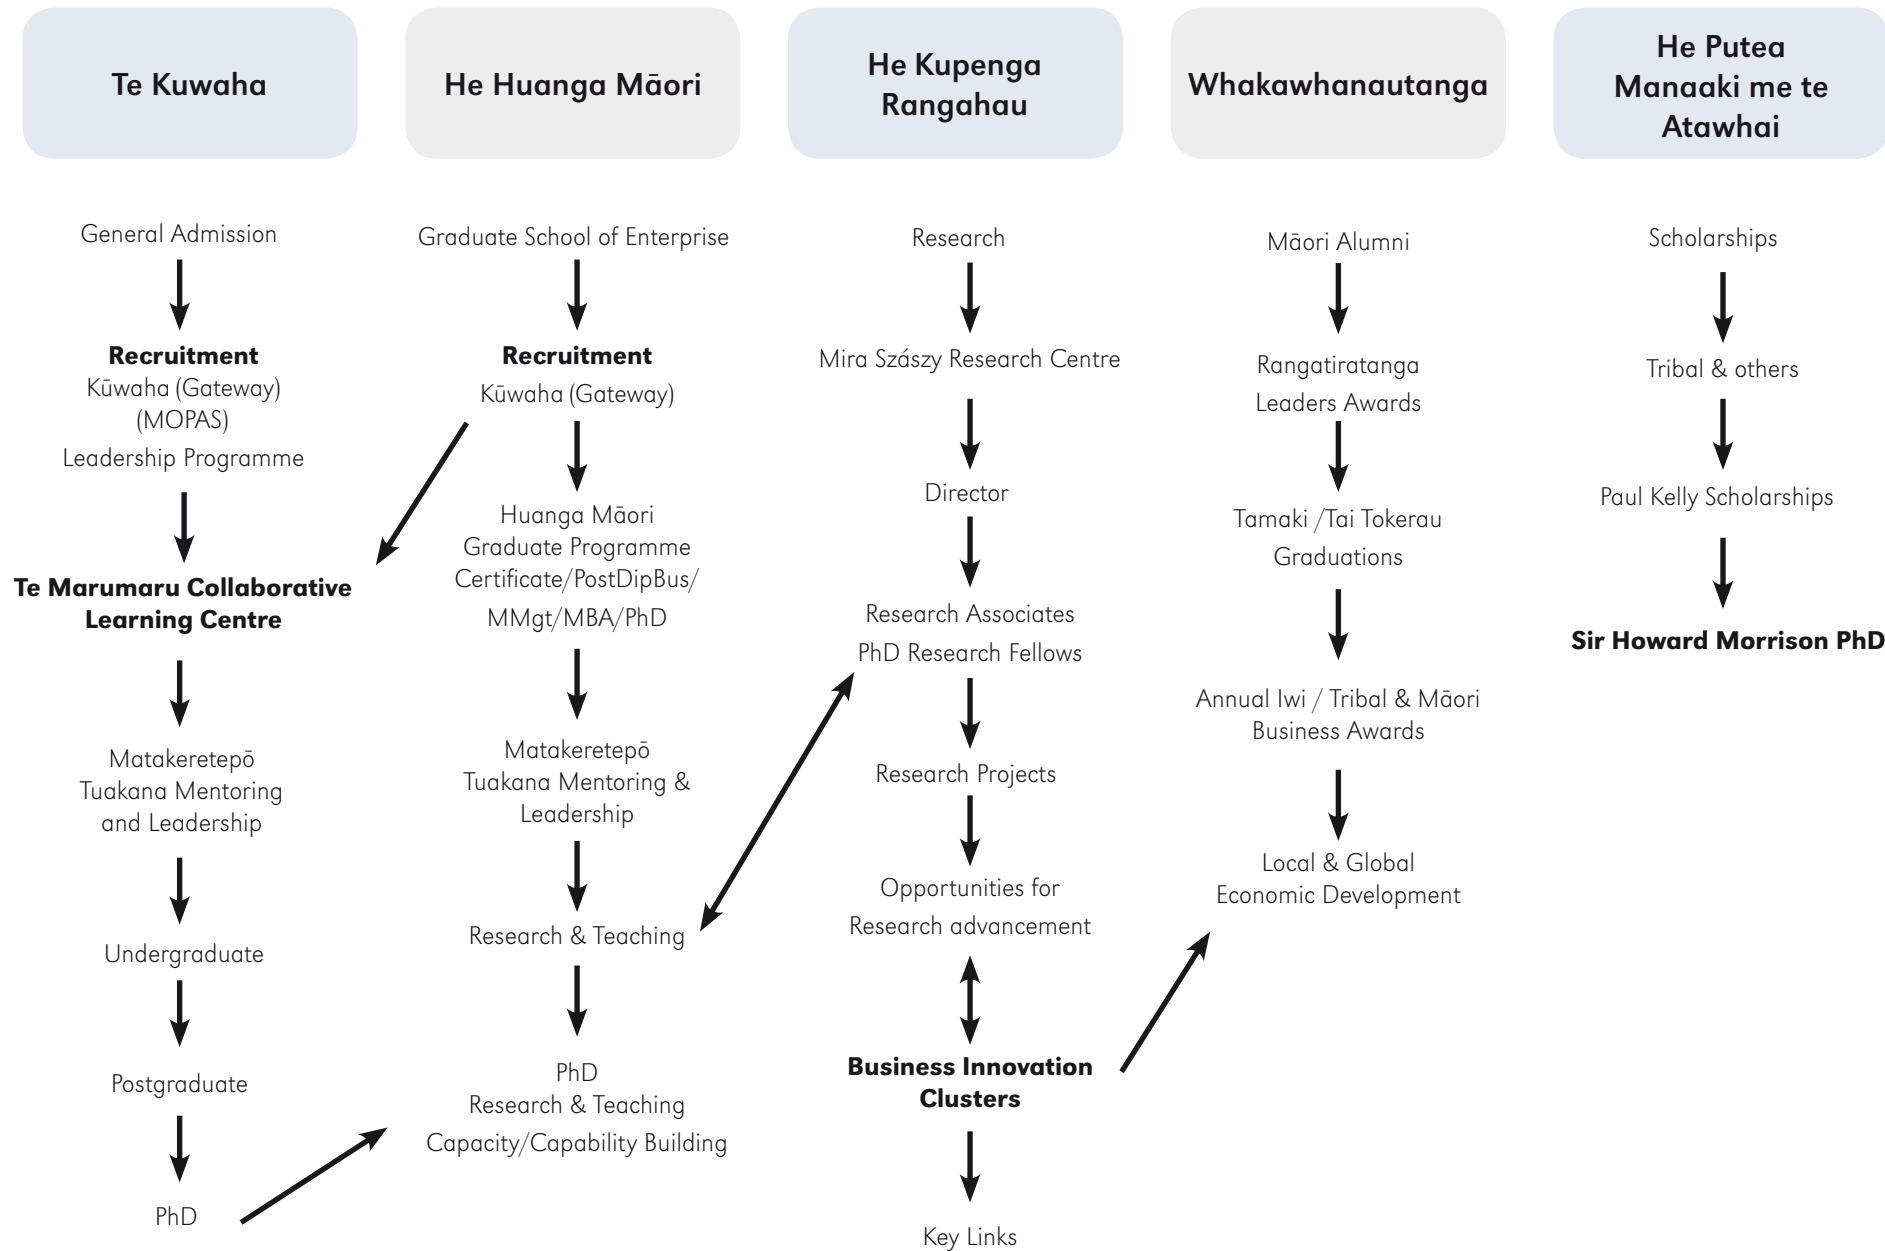 Te Kuwaha
He Huanga Māori
He Kupenga
Rangahau
Whakawhanautanga
He Putea
Manaaki me te
Atawhai
General Admission
Recruitment
Kūwaha (Gateway)
(MOPAS)
Leadership Programme
Te Marumaru Collaborative
Learning Centre
Matakeretepō
Tuakana Mentoring
and Leadership
Undergraduate
Postgraduate
PhD
Graduate School of Enterprise
Recruitment
Kūwaha (Gateway)
Huanga Māori
Graduate Programme
Certificate/PostDipBus/
MMgt/MBA/PhD
Matakeretepō
Tuakana Mentoring &
Leadership
Research & Teaching
PhD
Research & Teaching
Capacity/Capability Building
Research
Mira Szászy Research Centre
Director
Research Associates
PhD Research Fellows
Research Projects
Opportunities for
Research advancement
Business Innovation
Clusters
Key Links
Māori Alumni
Rangatiratanga
Leaders Awards
Tamaki /Tai Tokerau
Graduations
Annual Iwi / Tribal & Māori
Business Awards
Local & Global
Economic Development
Scholarships
Tribal & others
Paul Kelly Scholarships
Sir Howard Morrison PhD